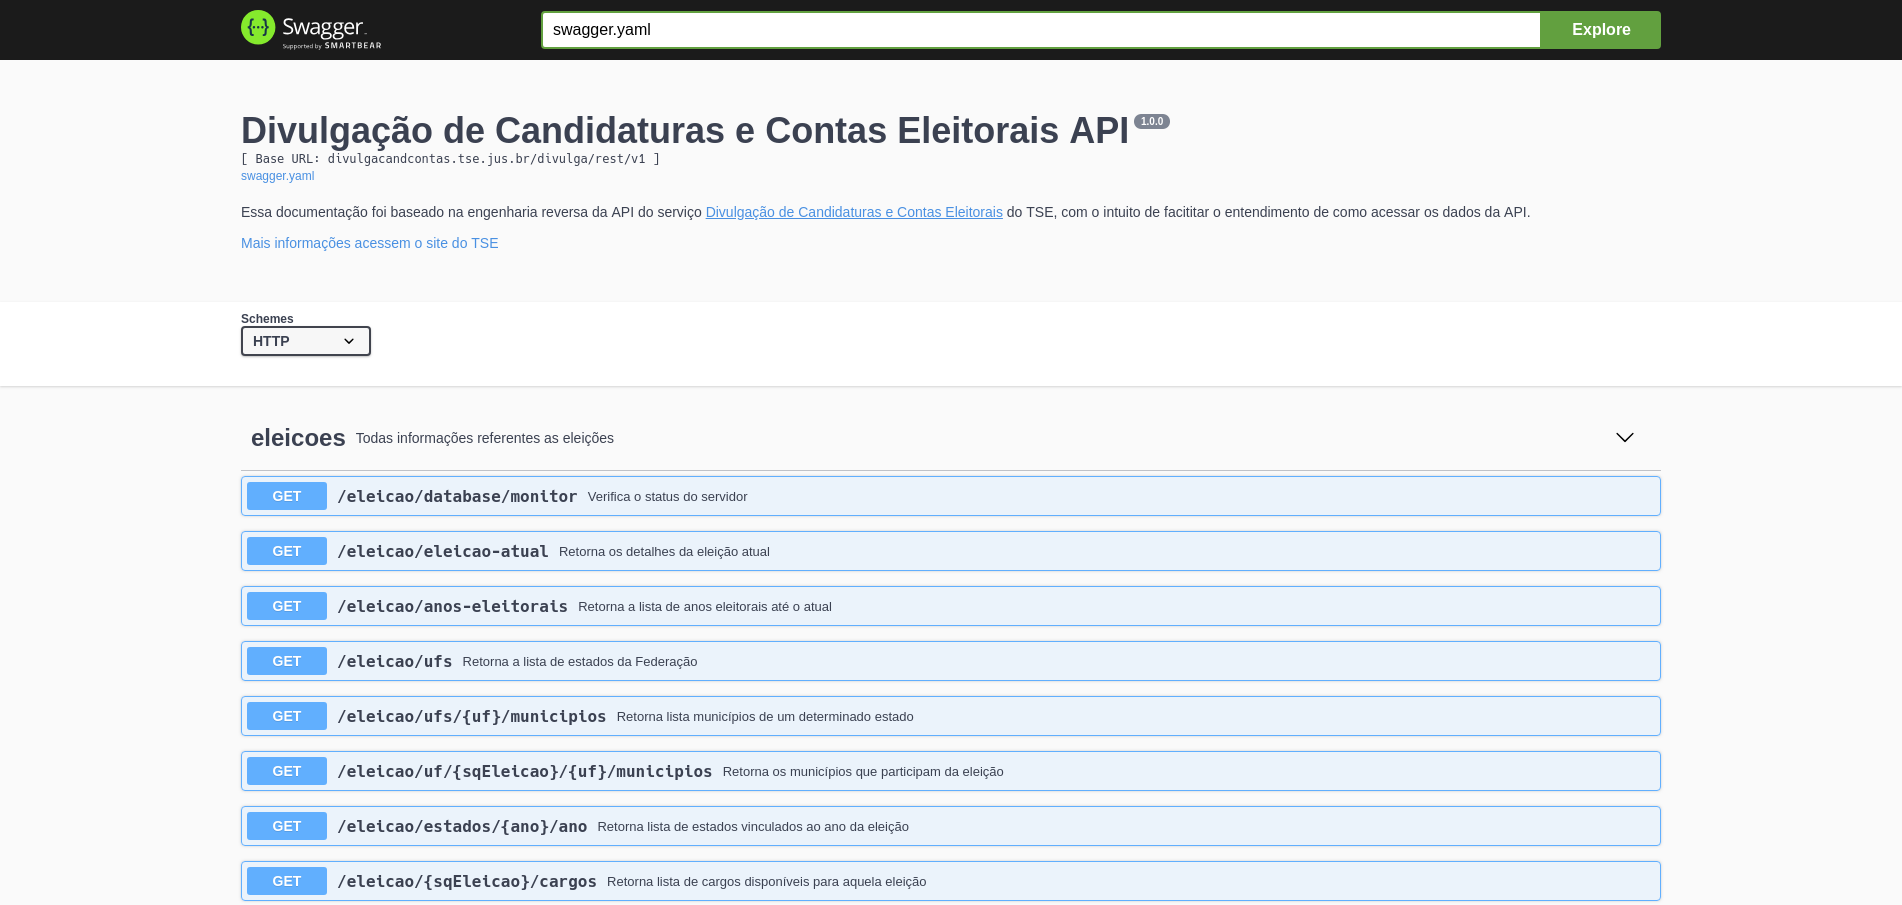 Swagger
Supported by SMARTBEAR
swagger.yaml
Explore
Divulgação de Candidaturas e Contas Eleitorais API 1.0.0
[ Base URL: divulgacandcontas.tse.jus.br/divulga/rest/v1 ]
swagger.yaml
Essa documentação foi baseado na engenharia reversa da API do serviço Divulgação de Candidaturas e Contas Eleitorais do TSE, com o intuito de facititar o entendimento de como acessar os dados da API.
Mais informações acessem o site do TSE
Schemes
HTTP
eleicoes Todas informações referentes as eleições
GET /eleicao/database/monitor Verifica o status do servidor
GET /eleicao/eleicao-atual Retorna os detalhes da eleição atual
GET /eleicao/anos-eleitorais Retorna a lista de anos eleitorais até o atual
GET /eleicao/ufs Retorna a lista de estados da Federação
GET /eleicao/ufs/{uf}/municipios Retorna lista municípios de um determinado estado
GET /eleicao/uf/{sqEleicao}/{uf}/municipios Retorna os municípios que participam da eleição
GET /eleicao/estados/{ano}/ano Retorna lista de estados vinculados ao ano da eleição
GET /eleicao/{sqEleicao}/cargos Retorna lista de cargos disponíveis para aquela eleição